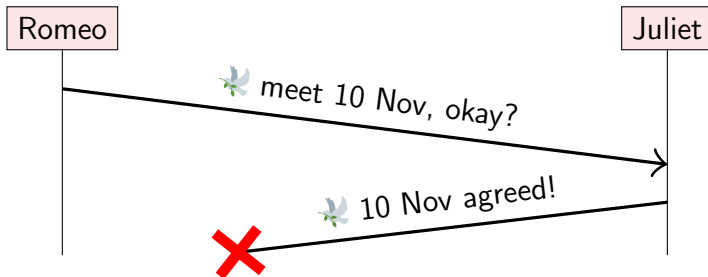 Romeo
Juliet
🕊 meet 10 Nov, okay?
🕊 10 Nov agreed!